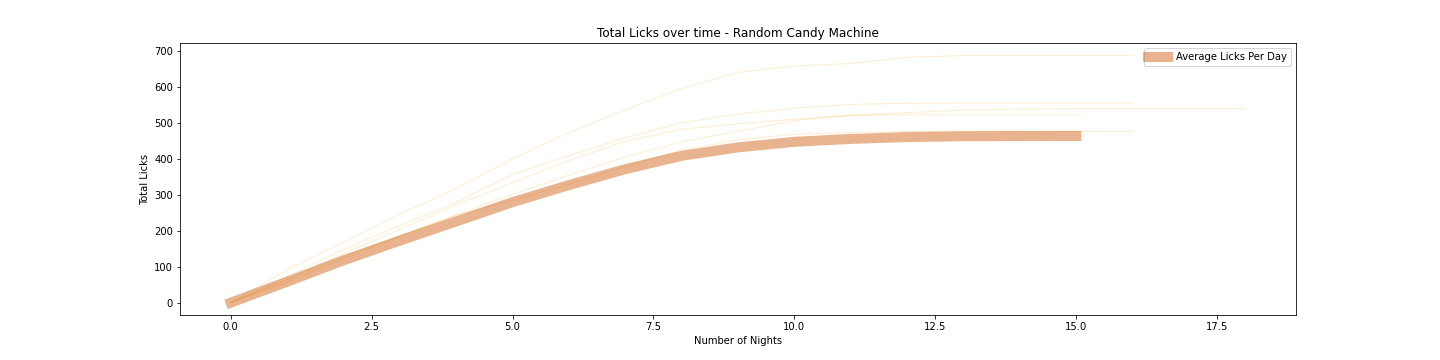 Total Licks over time - Random Candy Machine
Average Licks Per Day
Total Licks
700
600
500
400
300
200
100
0
0.0 2.5 5.0 7.5 10.0 12.5 15.0 17.5
Number of Nights